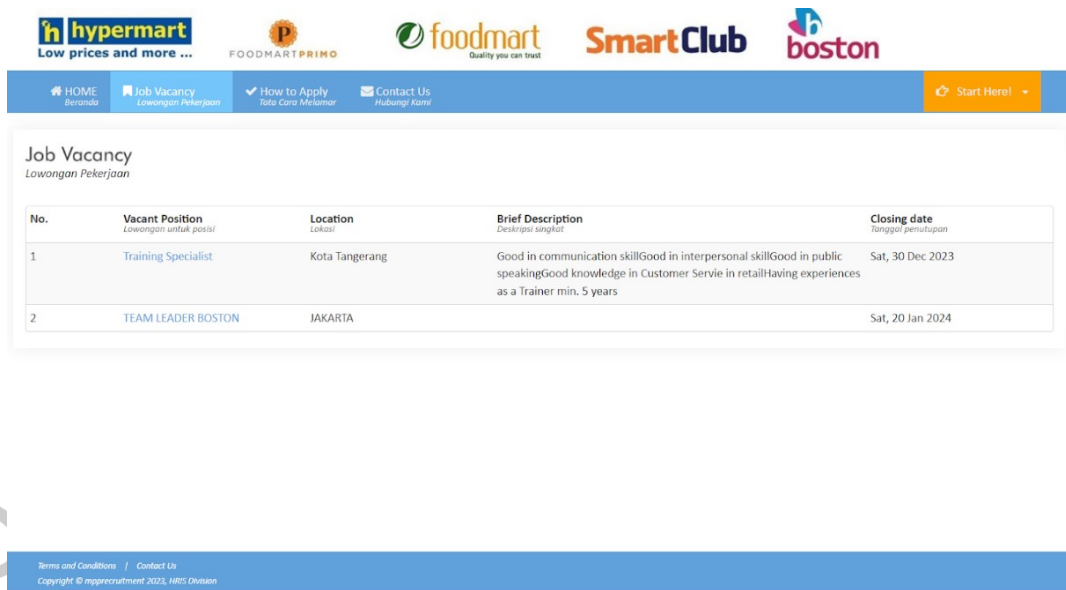 hypermart
Low prices and more ...
P
FOODMARTPRIMO
foodmart
Quality you can trust
SmartClub
b
boston
HOME
Beranda
Job Vacancy
Lowongan Pekerjaan
How to Apply
Tata Cara Melamar
Contact Us
Hubungi Kami
Start Here!
Job Vacancy
Lowongan Pekerjaan
No. Vacant Position Location Brief Description Closing date
Lowongan untuk posisi Lokasi Deskripsi singkat Tanggal penutupan
1 Training Specialist Kota Tangerang Good in communication skillGood in interpersonal skillGood in public Sat, 30 Dec 2023
speakingGood knowledge in Customer Servie in retailHaving experiences
as a Trainer min. 5 years
2 TEAM LEADER BOSTON JAKARTA Sat, 20 Jan 2024
Terms and Conditions | Contact Us
Copyright © mpprecruitment 2023, HRIS Division